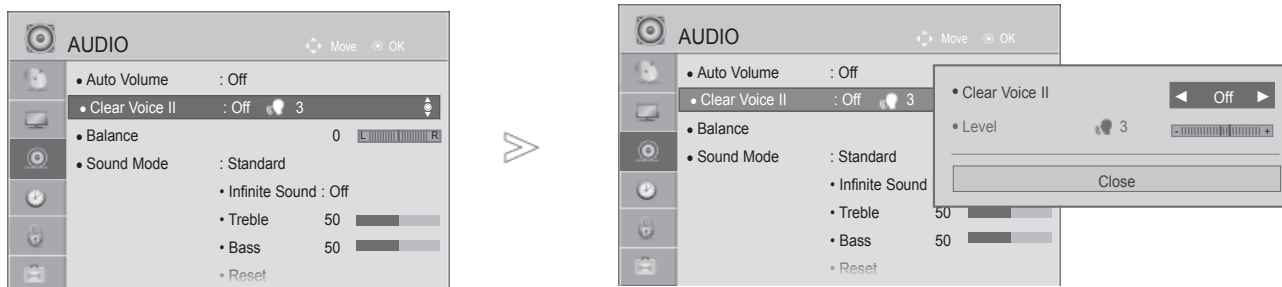 AUDIO
Move OK
• Auto Volume : Off
• Clear Voice II : Off 3
• Balance 0 L R
• Sound Mode : Standard
• Infinite Sound : Off
• Treble 50
• Bass 50
• Reset
AUDIO
Move OK
• Auto Volume : Off
• Clear Voice II : Off 3
• Balance
• Sound Mode : Standard
• Infinite Sound :
• Treble 50
• Bass 50
• Reset
• Clear Voice II ◀ Off ▶
• Level 3 - +
Close